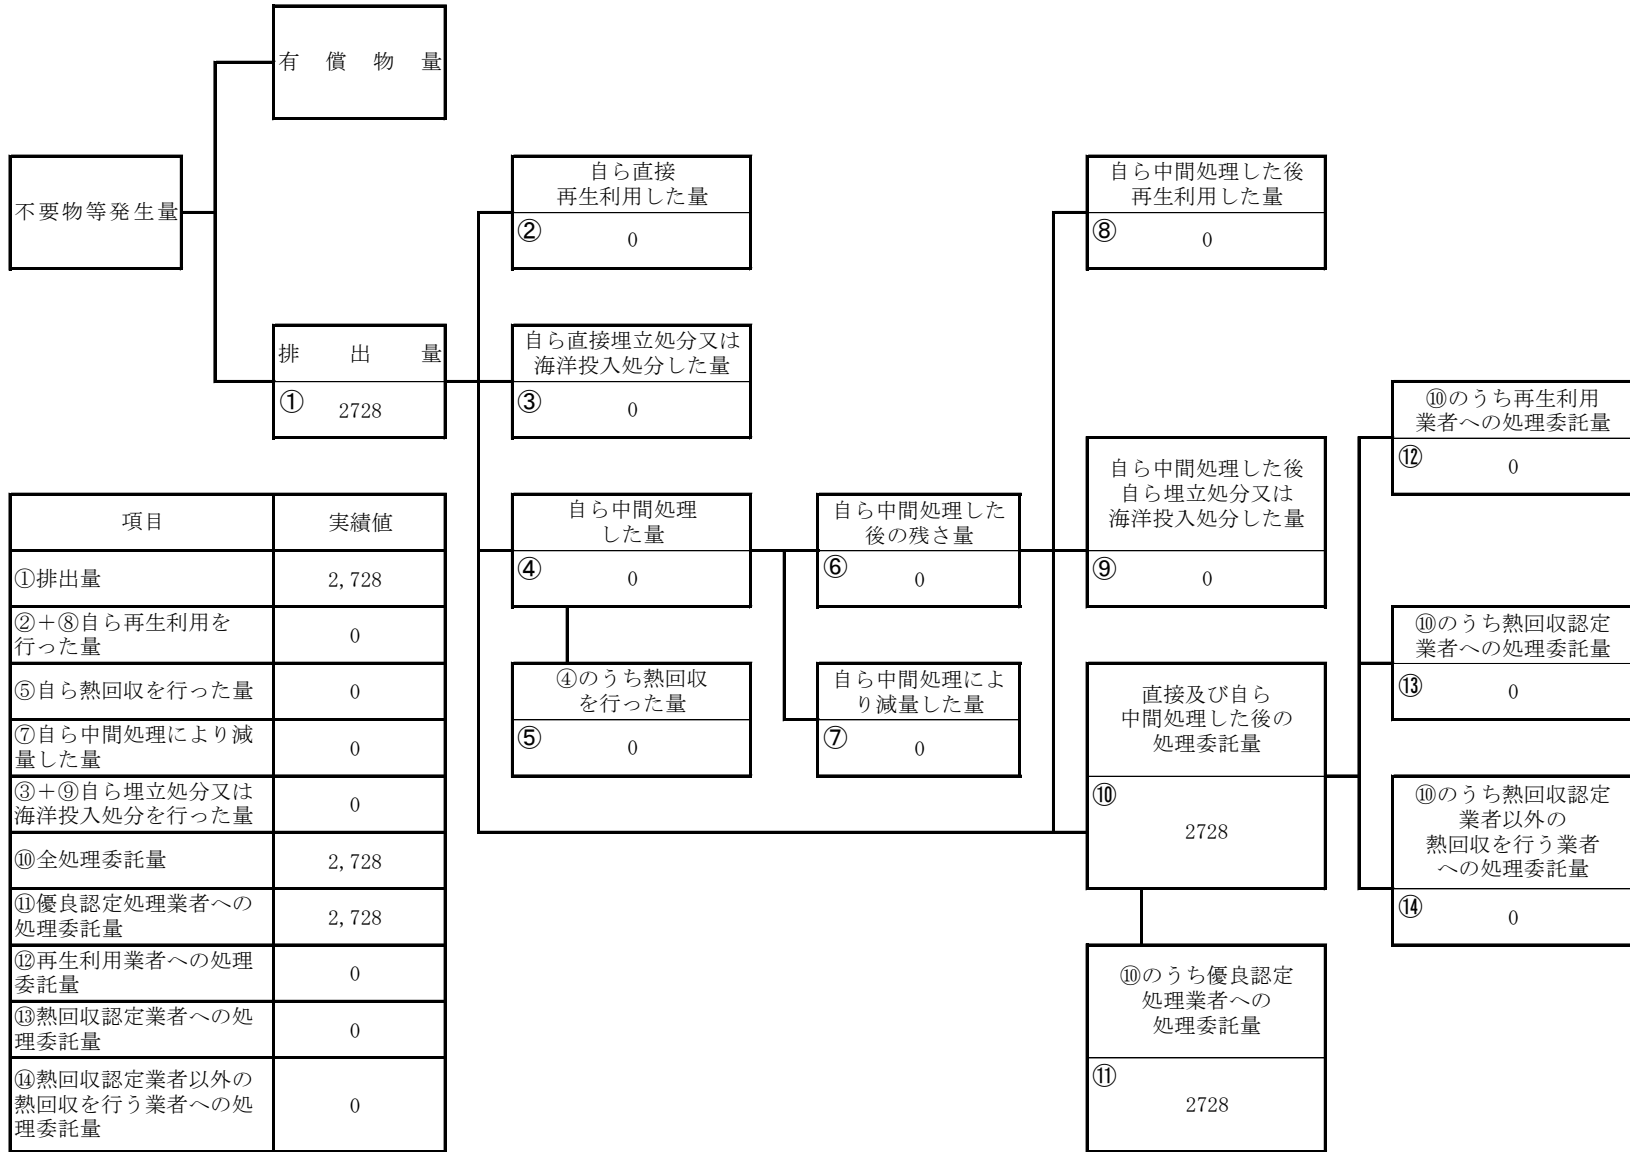 有償物量
不要物等発生量
排出量
① 2728
自ら直接
再生利用した量
② 0
自ら直接埋立処分又は
海洋投入処分した量
③ 0
自ら中間処理
した量
④ 0
④のうち熱回収
を行った量
⑤ 0
自ら中間処理した
後の残さ量
⑥ 0
自ら中間処理によ
り減量した量
⑦ 0
自ら中間処理した後
再生利用した量
⑧ 0
自ら中間処理した後
自ら埋立処分又は
海洋投入処分した量
⑨ 0
直接及び自ら
中間処理した後の
処理委託量
⑩
2728
⑩のうち優良認定
処理業者への
処理委託量
⑪
2728
⑩のうち再生利用
業者への処理委託量
⑫ 0
⑩のうち熱回収認定
業者への処理委託量
⑬ 0
⑩のうち熱回収認定
業者以外の
熱回収を行う業者
への処理委託量
⑭ 0
項目 実績値
①排出量 2,728
②+⑧自ら再生利用を
行った量 0
⑤自ら熱回収を行った量 0
⑦自ら中間処理により減
量した量 0
③+⑨自ら埋立処分又は
海洋投入処分を行った量 0
⑩全処理委託量 2,728
⑪優良認定処理業者への
処理委託量 2,728
⑫再生利用業者への処理
委託量 0
⑬熱回収認定業者への処
理委託量 0
⑭熱回収認定業者以外の
熱回収を行う業者への処
理委託量 0